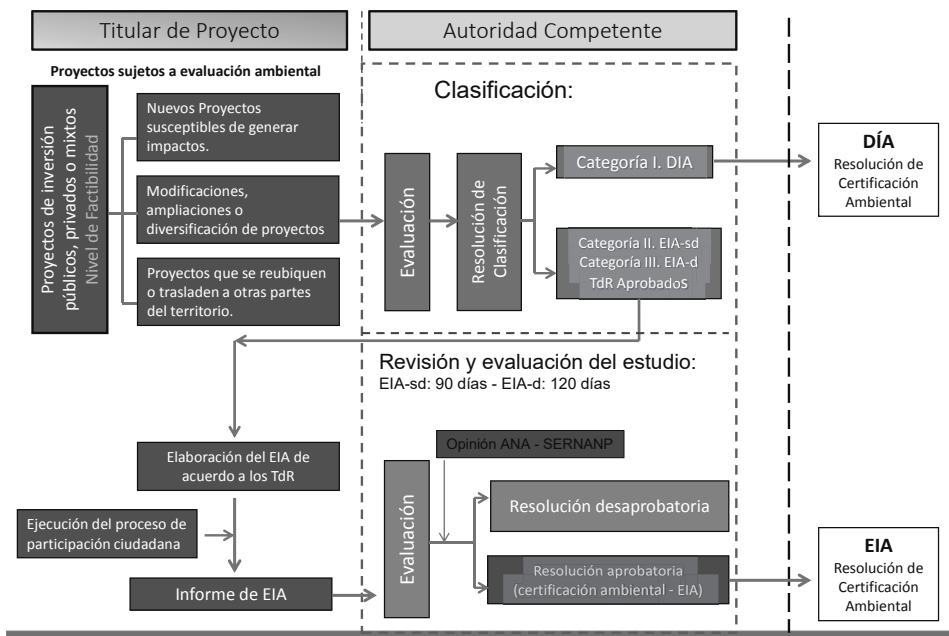 Titular de Proyecto
Autoridad Competente
Proyectos sujetos a evaluación ambiental
Proyectos de inversión
públicos, privados o mixtos
Nivel de Factibilidad
Nuevos Proyectos
susceptibles de generar
impactos.
Modificaciones,
ampliaciones o
diversificación de proyectos
Proyectos que se reubiquen
o trasladen a otras partes
del territorio.
Clasificación:
Evaluación
Resolución de
Clasificación
Categoría I. DIA
Categoría II. EIA-sd
Categoría III. EIA-d
TdR Aprobados
DÍA
Resolución de
Certificación
Ambiental
Revisión y evaluación del estudio:
EIA-sd: 90 días - EIA-d: 120 días
Elaboración del EIA de
acuerdo a los TdR
Ejecución del proceso de
participación ciudadana
Informe de EIA
Opinión ANA - SERNANP
Evaluación
Resolución desaprobatoria
Resolución aprobatoria
(certificación ambiental - EIA)
EIA
Resolución de
Certificación
Ambiental